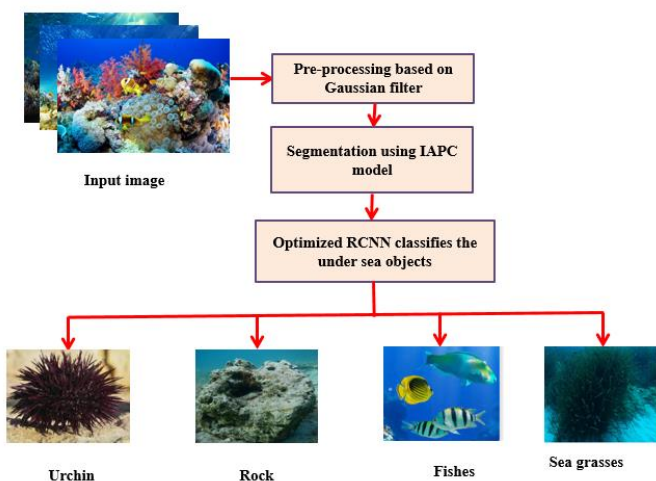 Pre-processing based on
Gaussian filter
Input image
Segmentation using IAPC
model
Optimized RCNN classifies the
under sea objects
Urchin
Rock
Fishes
Sea grasses